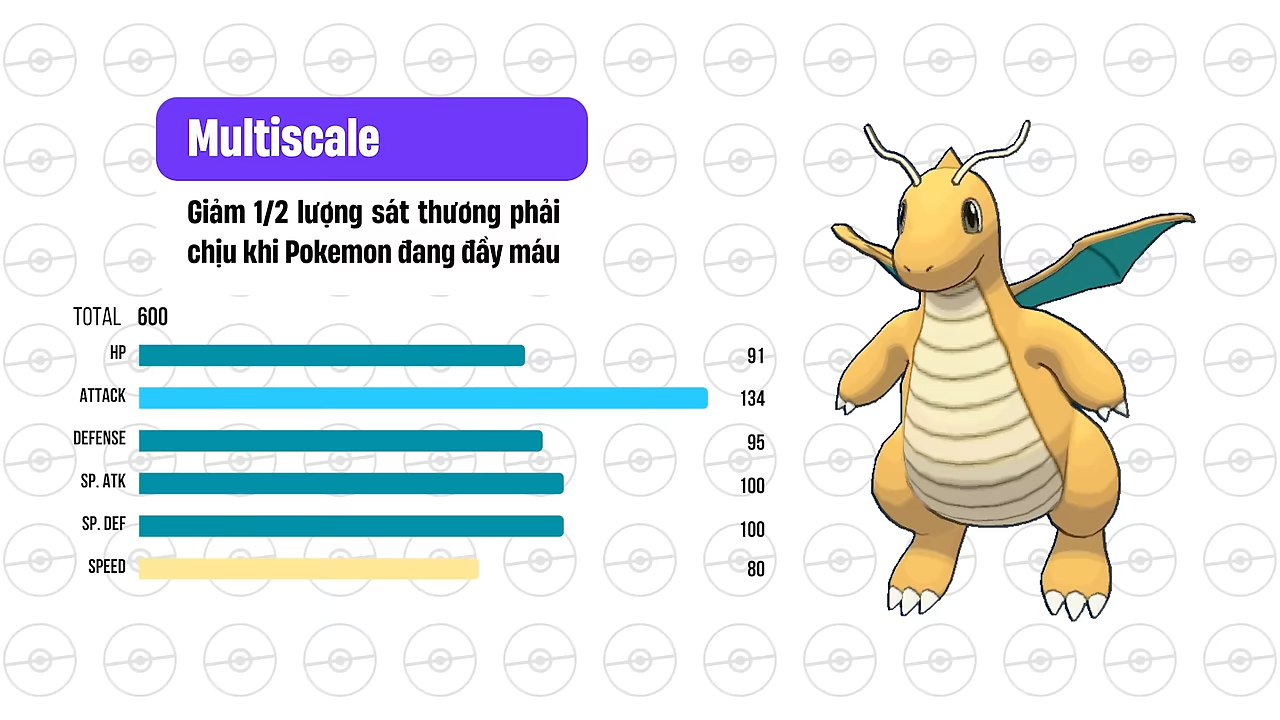 Multiscale
Giảm 1/2 lượng sát thương phải
chịu khi Pokemon đang đầy máu
TOTAL 600
HP 91
ATTACK 134
DEFENSE 95
SP. ATK 100
SP. DEF 100
SPEED 80